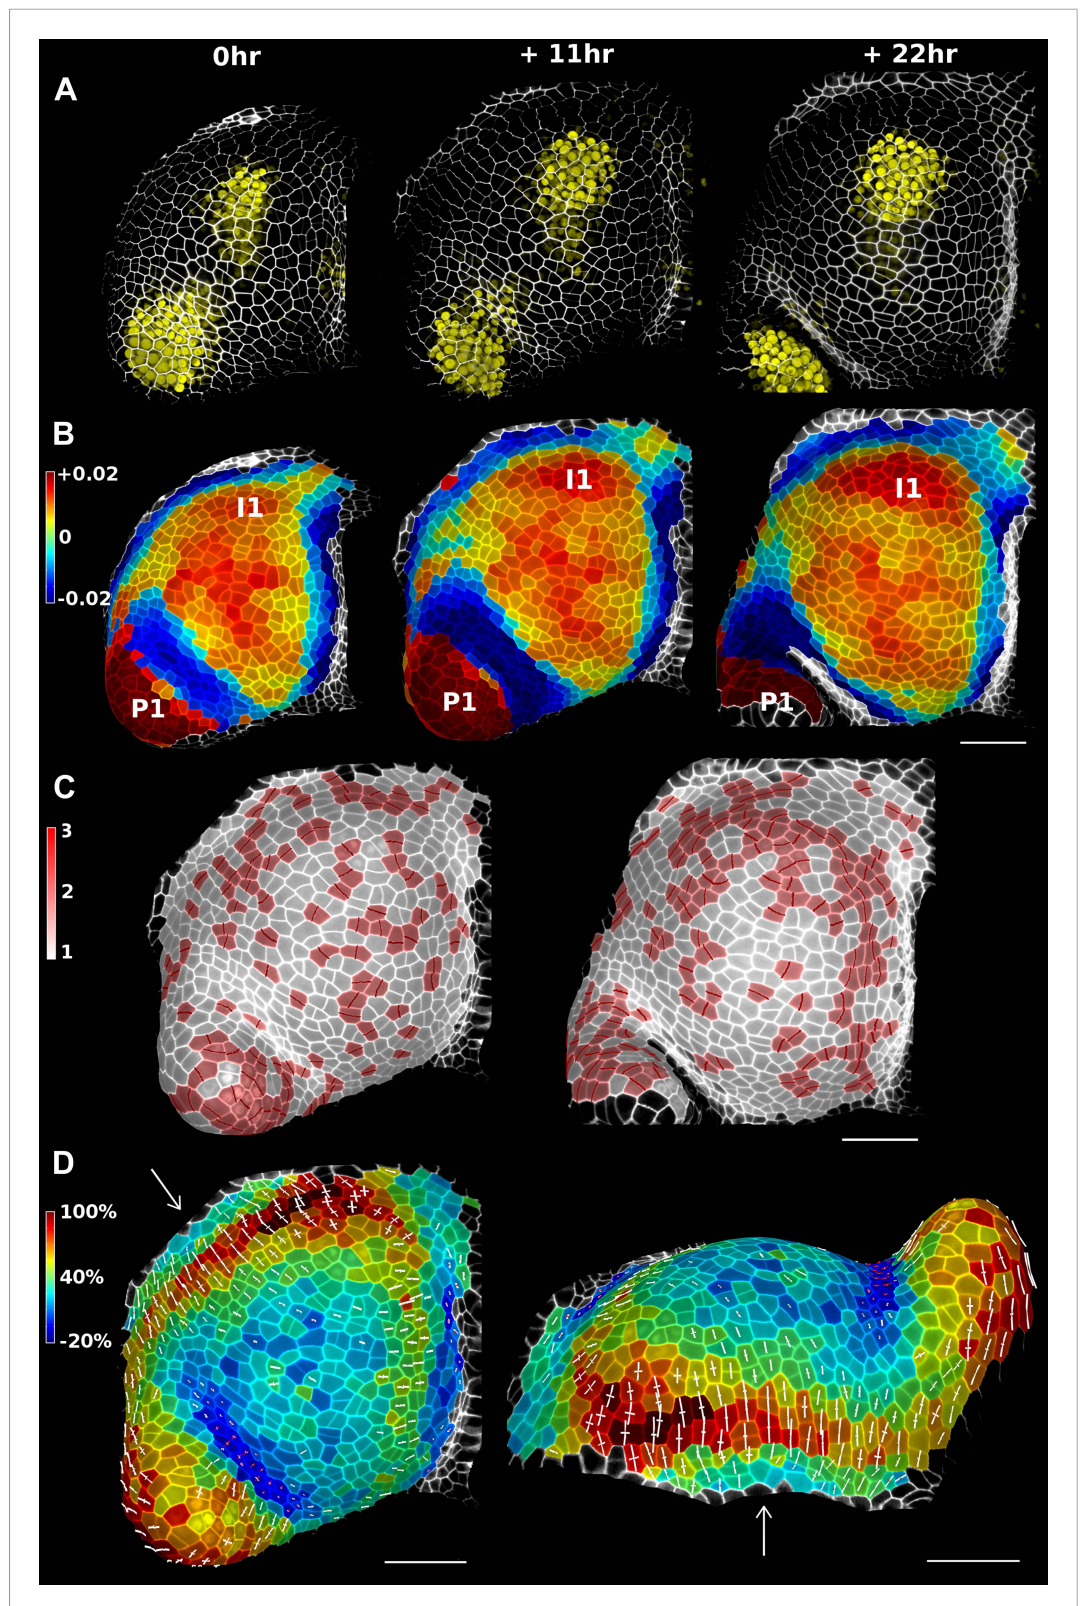 0hr + 11hr + 22hr
A
B
+0.02
0
-0.02
I1 I1 I1
P1 P1 P1
C
3
2
1
D
100%
40%
-20%